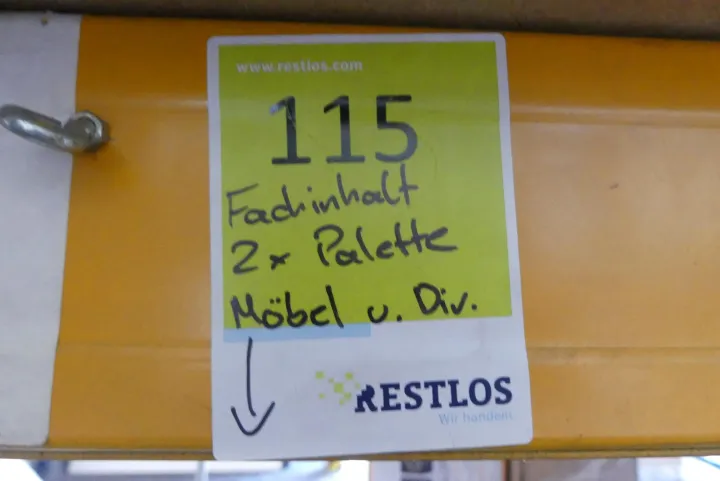 www.restlos.com
115
Fachinhalt
2x Palette
Möbel u. Div.
RESTLOS
Wir handeln.